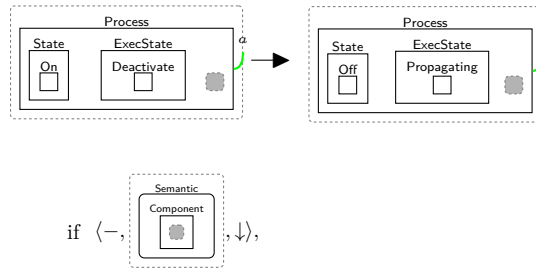 Process Process
State ExecState a State ExecState
On Deactivate Off Propagating
Semantic
Component
if ⟨−, , ↓⟩,